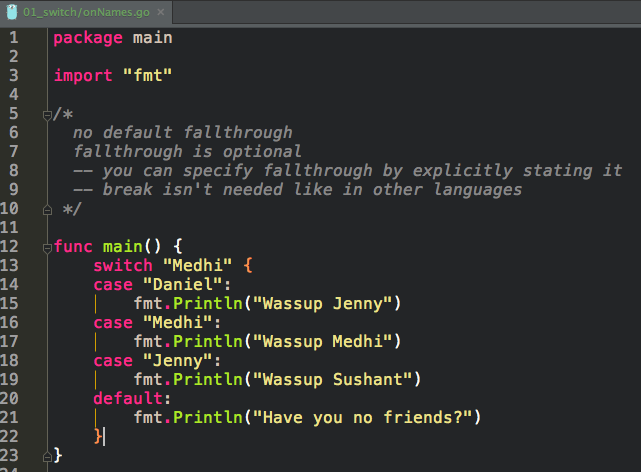 01_switch/onNames.go ×
1 package main
2
3 import "fmt"
4
5 /*
6   no default fallthrough
7   fallthrough is optional
8   -- you can specify fallthrough by explicitly stating it
9   -- break isn't needed like in other languages
10  */
11
12 func main() {
13     switch "Medhi" {
14     case "Daniel":
15         fmt.Println("Wassup Jenny")
16     case "Medhi":
17         fmt.Println("Wassup Medhi")
18     case "Jenny":
19         fmt.Println("Wassup Sushant")
20     default:
21         fmt.Println("Have you no friends?")
22     }
23 }